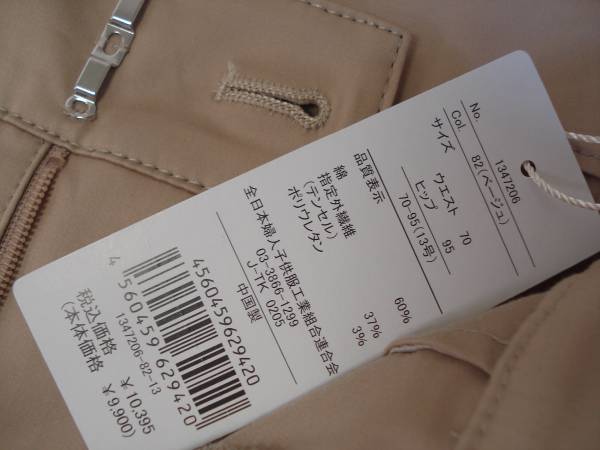 No. 1347206
Col. 82(ベージュ)
サイズ ウエスト 70
ヒップ 95
70-95(13号)
品質表示
綿 60%
指定外繊維
(テンセル) 37%
ポリウレタン 3%
全日本婦人子供服工業組合連合会
03-3866-1299
J-TK 0205
中国製
4560459629420
4 560459 629420
1347206-82-13
税込価格 ¥10,395
(本体価格 ¥9,900)